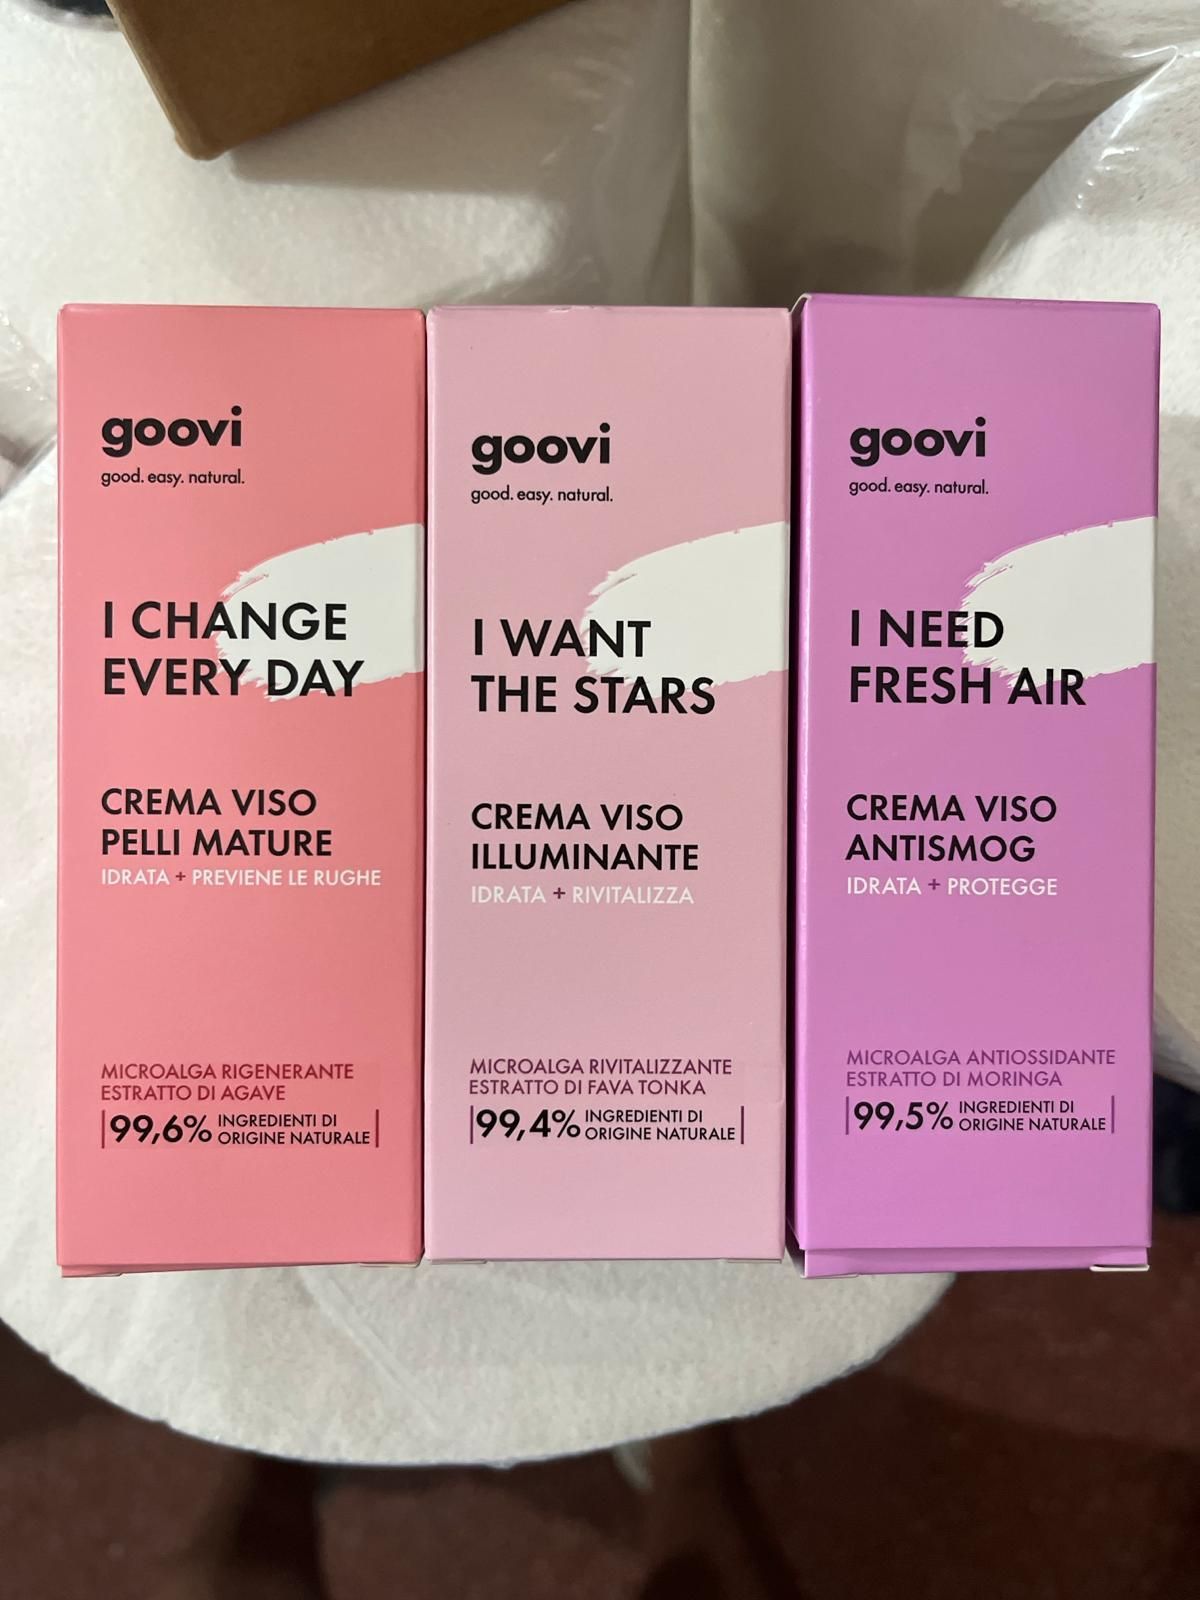 goovi
good. easy. natural.
I CHANGE
EVERY DAY
CREMA VISO
PELLI MATURE
IDRATA + PREVIENE LE RUGHE
MICROALGA RIGENERANTE
ESTRATTO DI AGAVE
99,6% INGREDIENTI DI
ORIGINE NATURALE
goovi
good. easy. natural.
I WANT
THE STARS
CREMA VISO
ILLUMINANTE
IDRATA + RIVITALIZZA
MICROALGA RIVITALIZZANTE
ESTRATTO DI FAVA TONKA
99,4% INGREDIENTI DI
ORIGINE NATURALE
goovi
good. easy. natural.
I NEED
FRESH AIR
CREMA VISO
ANTISMOG
IDRATA + PROTEGGE
MICROALGA ANTIOSSIDANTE
ESTRATTO DI MORINGA
99,5% INGREDIENTI DI
ORIGINE NATURALE